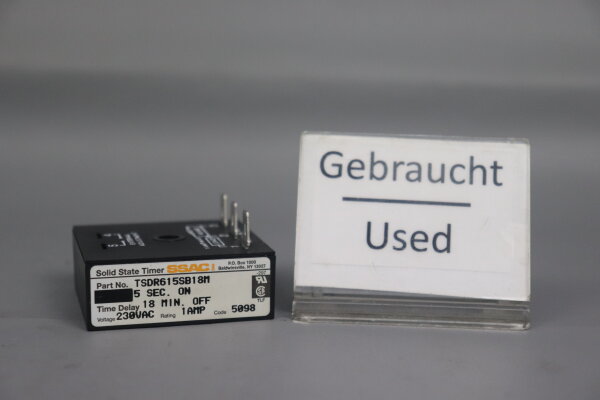 Solid State Timer SSAC P.O. Box 1000
Baldwinsville, NY 13027
Part No. TSDR615SB18M
5 SEC. ON
Time Delay 18 MIN. OFF
Voltage 230VAC Rating 1AMP Code 5098
Gebraucht
Used